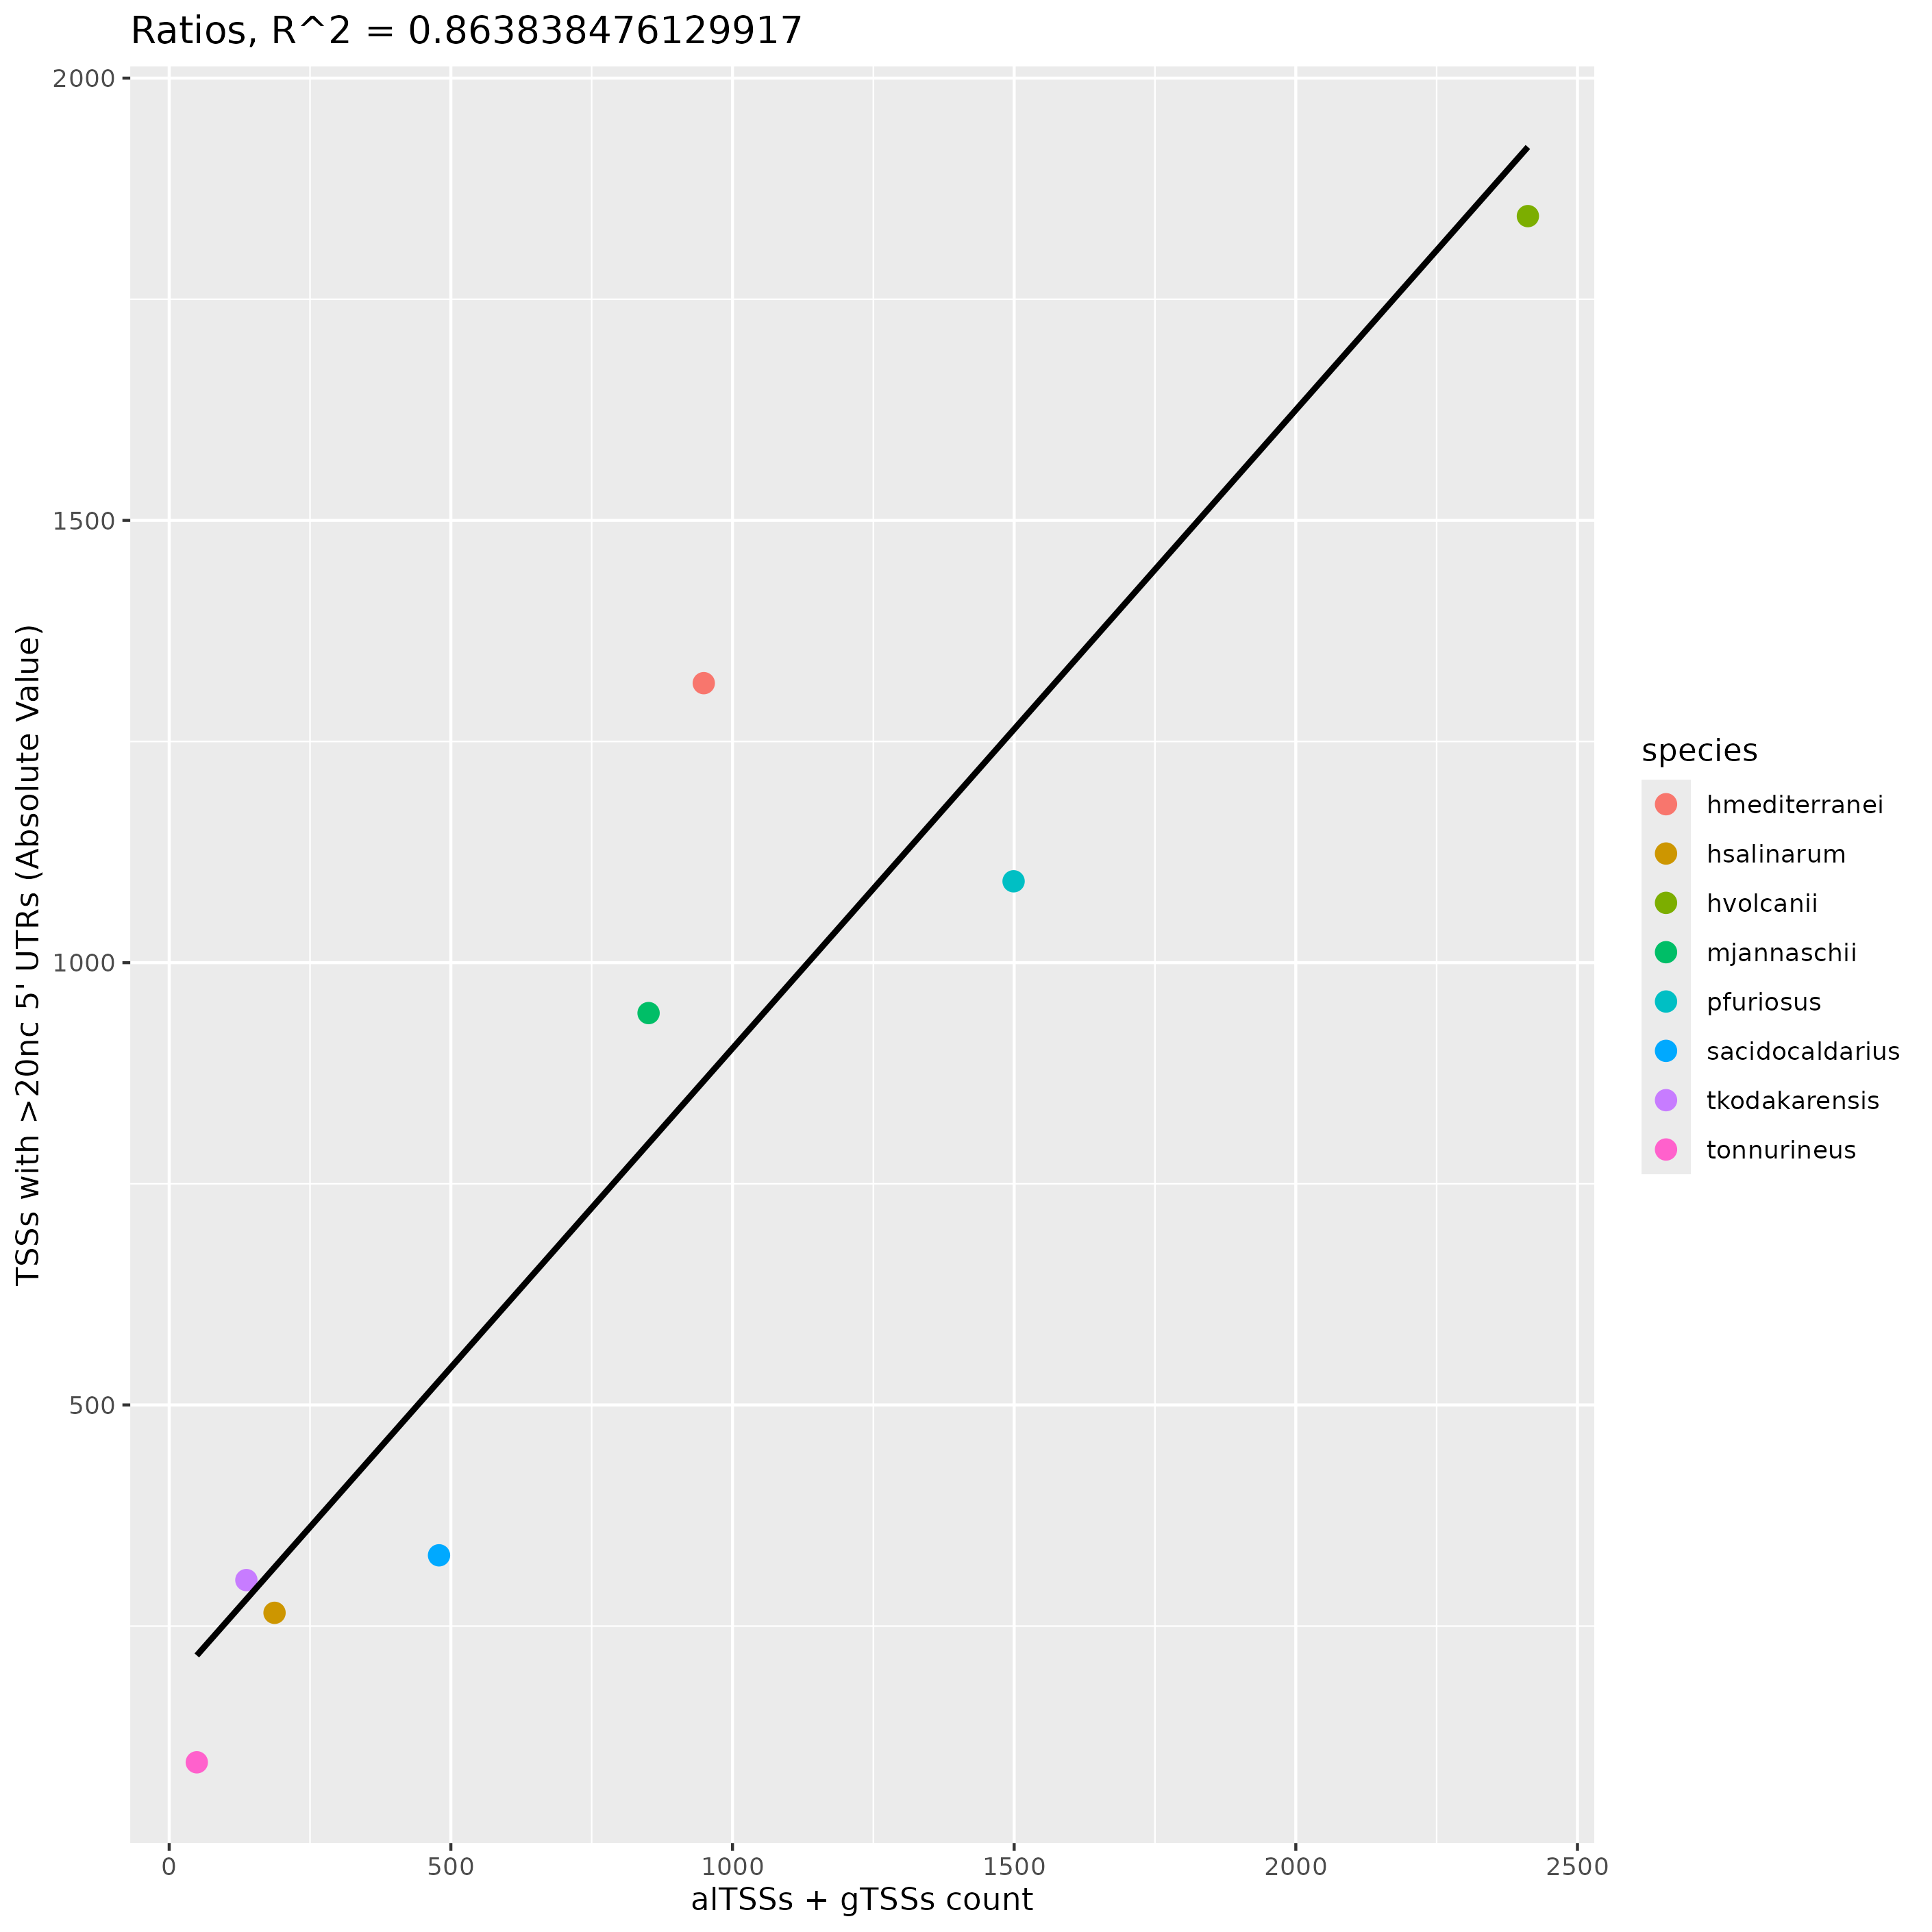 Ratios, R^2 = 0.863838476129917
2000
1500
1000
500
TSSs with >20nc 5' UTRs (Absolute Value)
0 500 1000 1500 2000 2500
alTSSs + gTSSs count
species
hmediterranei
hsalinarum
hvolcanii
mjannaschii
pfuriosus
sacidocaldarius
tkodakarensis
tonnurineus